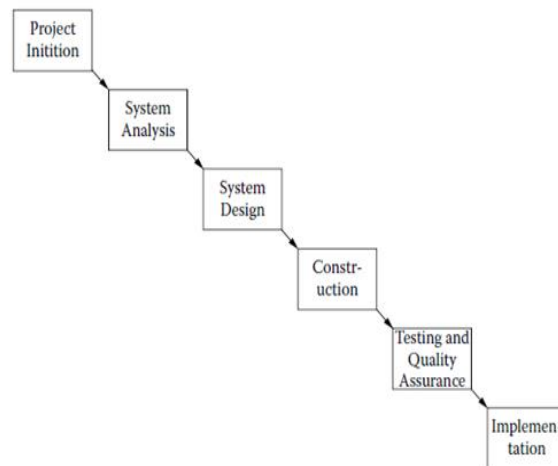 Project
Initition
System
Analysis
System
Design
Constr-
uction
Testing and
Quality
Assurance
Implemen
tation